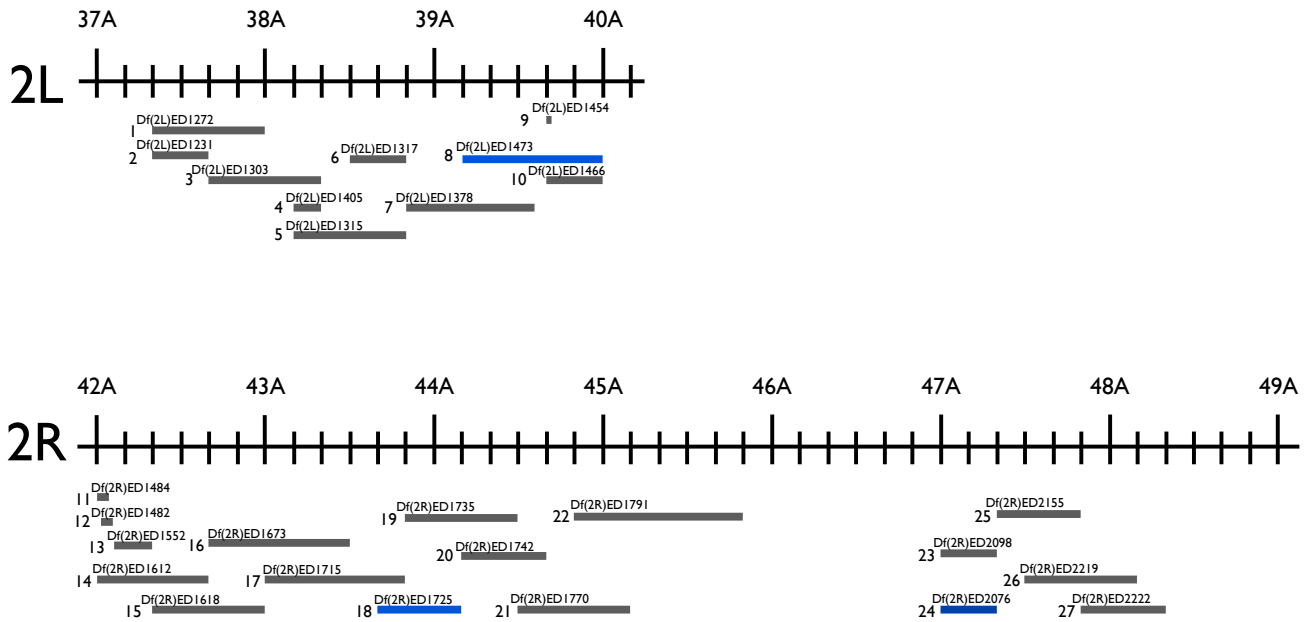 37A 38A 39A 40A
2L
9 Df(2L)ED1454
1 Df(2L)ED1272
2 Df(2L)ED1231
6 Df(2L)ED1317
8 Df(2L)ED1473
3 Df(2L)ED1303
10 Df(2L)ED1466
4 Df(2L)ED1405
7 Df(2L)ED1378
5 Df(2L)ED1315
42A 43A 44A 45A 46A 47A 48A 49A
2R
11 Df(2R)ED1484
12 Df(2R)ED1482
19 Df(2R)ED1735
22 Df(2R)ED1791
25 Df(2R)ED2155
13 Df(2R)ED1552
16 Df(2R)ED1673
20 Df(2R)ED1742
23 Df(2R)ED2098
14 Df(2R)ED1612
17 Df(2R)ED1715
26 Df(2R)ED2219
15 Df(2R)ED1618
18 Df(2R)ED1725
21 Df(2R)ED1770
24 Df(2R)ED2076
27 Df(2R)ED2222